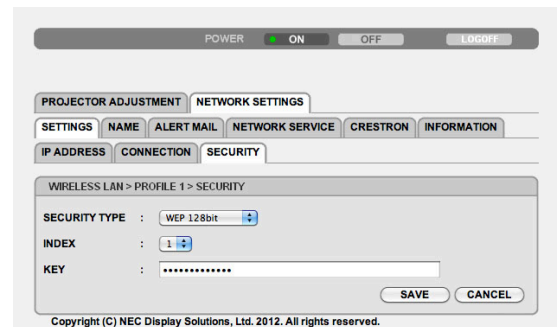 POWER ON OFF LOGOFF
PROJECTOR ADJUSTMENT NETWORK SETTINGS
SETTINGS NAME ALERT MAIL NETWORK SERVICE CRESTRON INFORMATION
IP ADDRESS CONNECTION SECURITY
WIRELESS LAN > PROFILE 1 > SECURITY
SECURITY TYPE : WEP 128bit
INDEX : 1
KEY : •••••••••••••
SAVE CANCEL
Copyright (C) NEC Display Solutions, Ltd. 2012. All rights reserved.